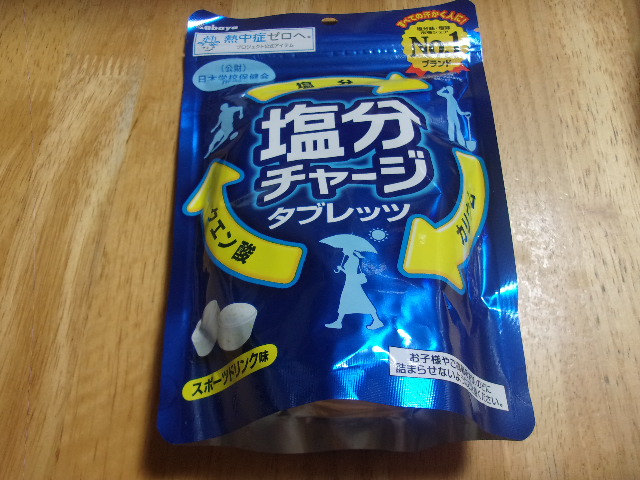 kabaya
熱中症ゼロへ
プロジェクト公式アイテム
すべての汗かく人に!
No.1
ブランド
(公財)
日本学校保健会
塩分
塩分
チャージ
タブレッツ
カリウム
クエン酸
スポーツドリンク味
お子様や
詰まらせないよう
ください。